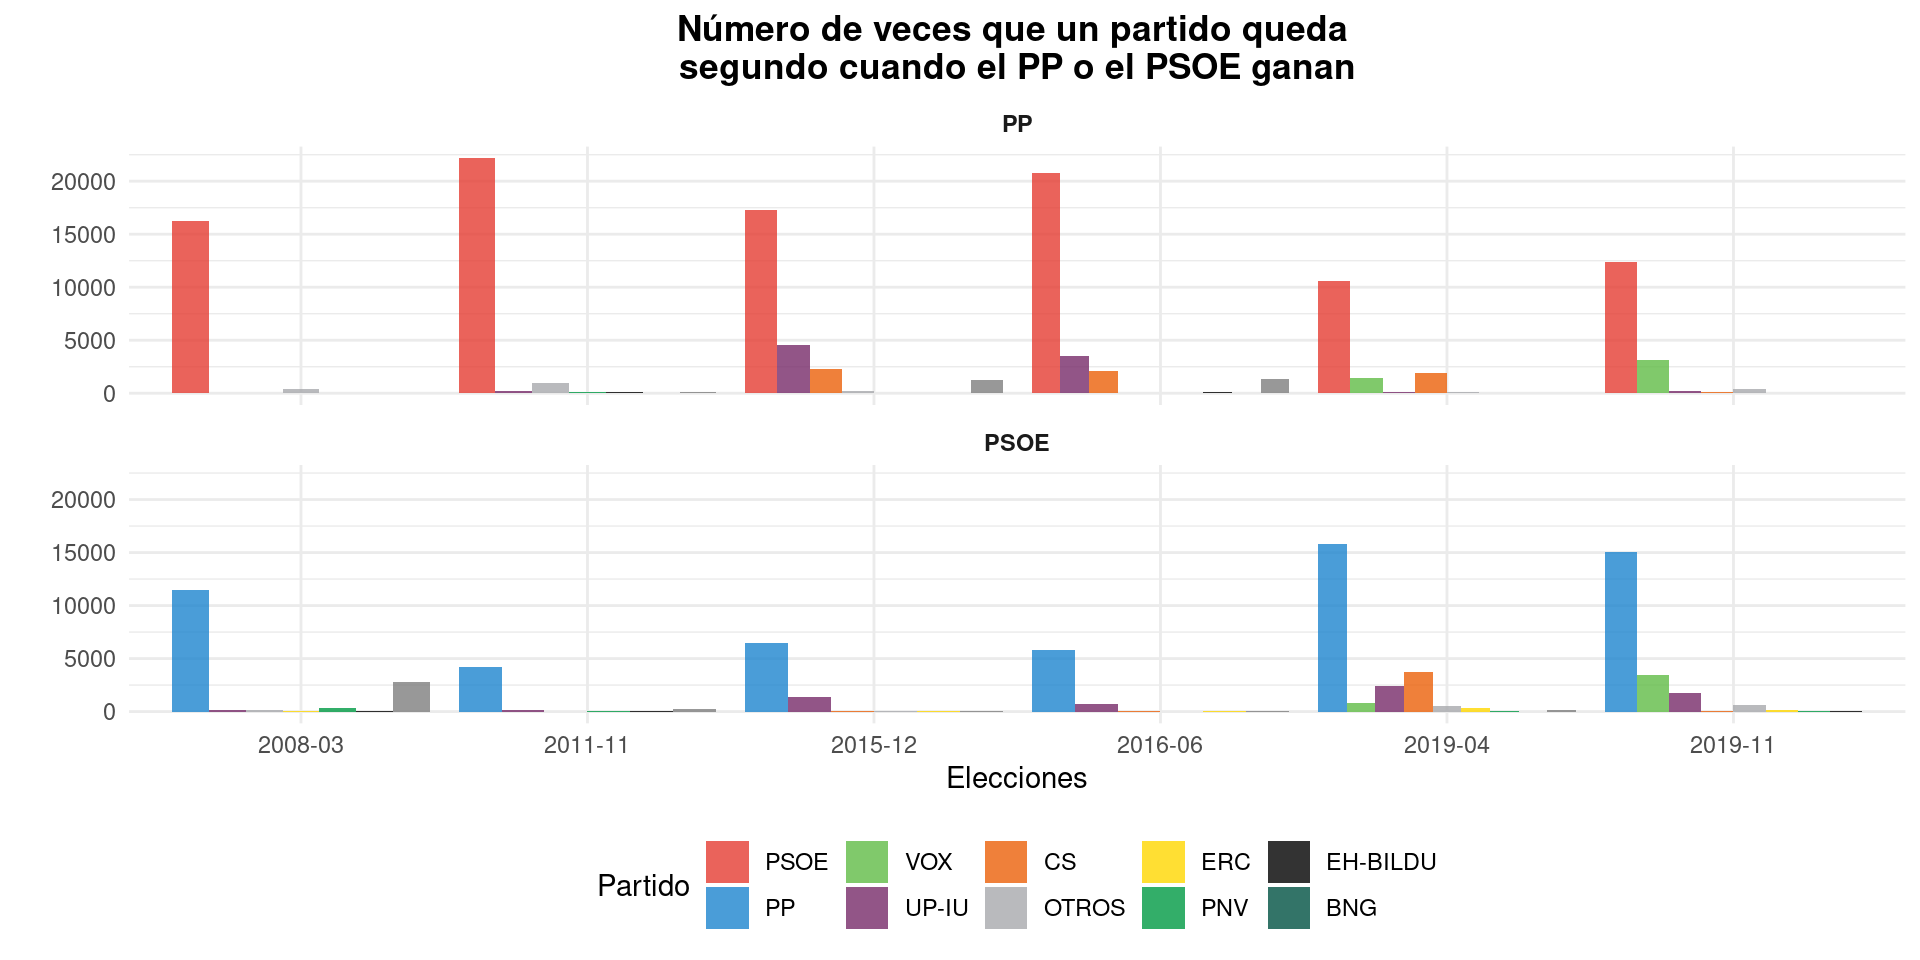 Número de veces que un partido queda
segundo cuando el PP o el PSOE ganan
PP
20000
15000
10000
5000
0
PSOE
20000
15000
10000
5000
0
2008-03 2011-11 2015-12 2016-06 2019-04 2019-11
Elecciones
Partido
PSOE VOX CS ERC EH-BILDU
PP UP-IU OTROS PNV BNG